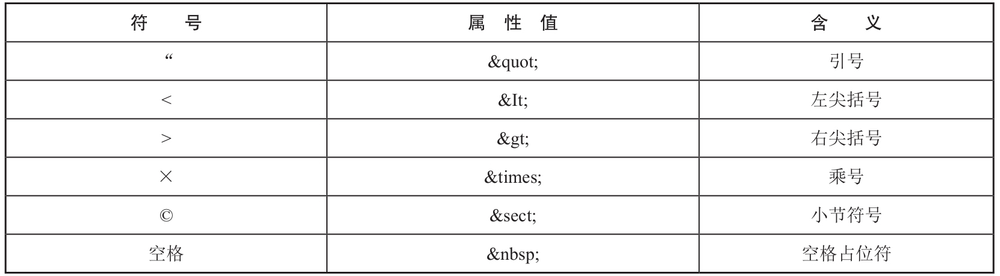 符 号 属 性 值 含 义
“ &quot; 引号
< &It; 左尖括号
> &gt; 右尖括号
× &times; 乘号
© &sect; 小节符号
空格 &nbsp; 空格占位符